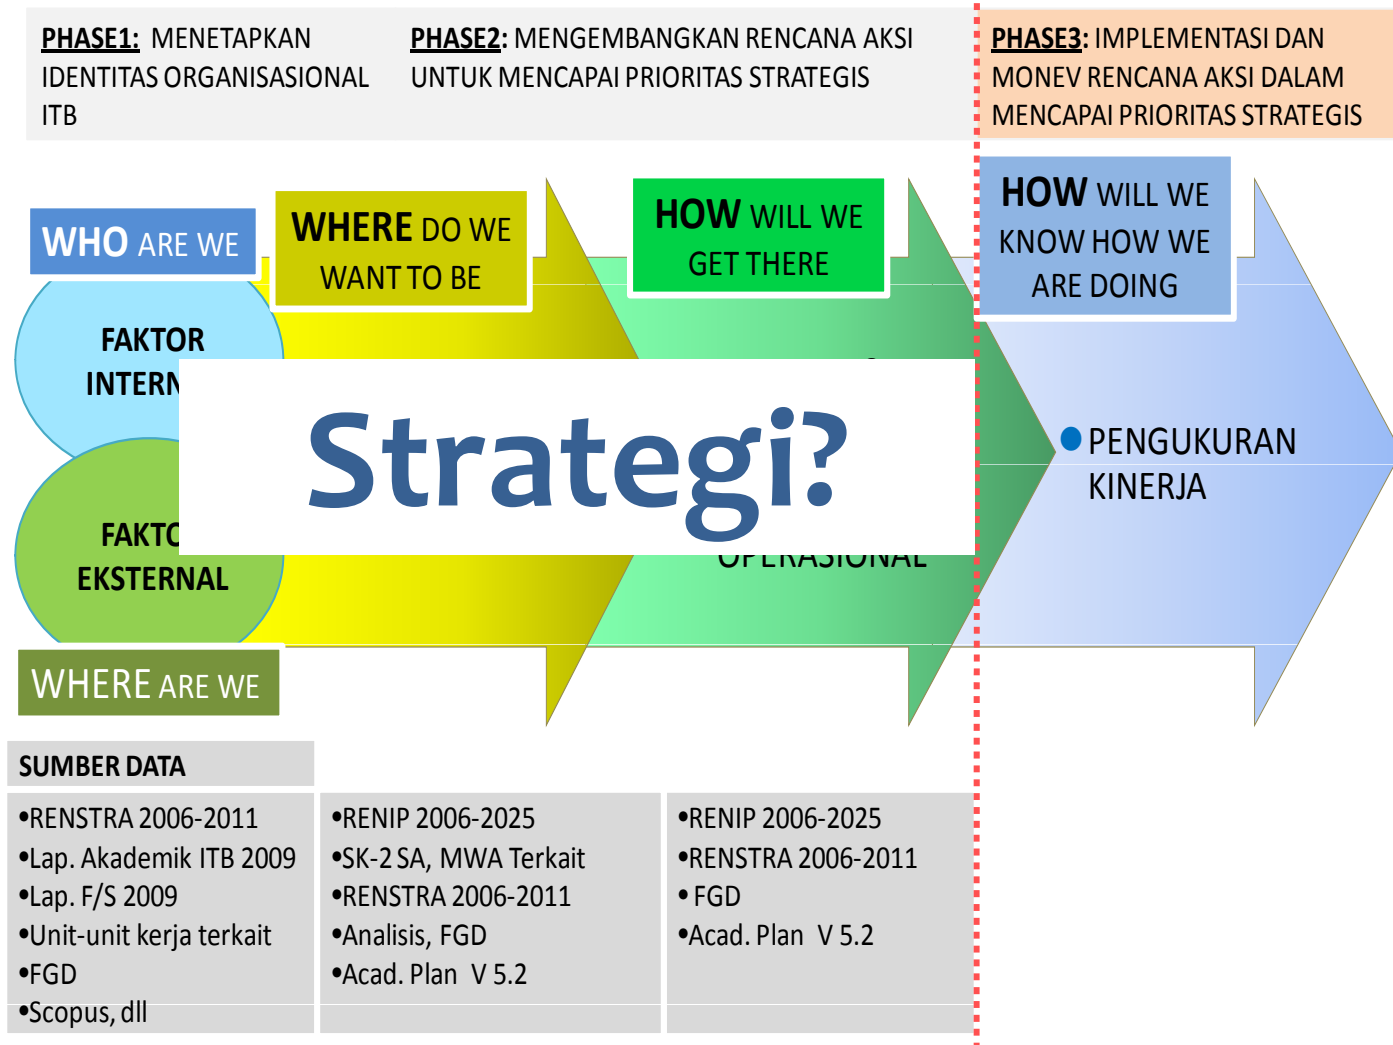 PHASE1: MENETAPKAN
IDENTITAS ORGANISASIONAL
ITB
PHASE2: MENGEMBANGKAN RENCANA AKSI
UNTUK MENCAPAI PRIORITAS STRATEGIS
PHASE3: IMPLEMENTASI DAN
MONEV RENCANA AKSI DALAM
MENCAPAI PRIORITAS STRATEGIS
WHO ARE WE
WHERE DO WE
WANT TO BE
HOW WILL WE
GET THERE
HOW WILL WE
KNOW HOW WE
ARE DOING
FAKTOR
INTERN
FAKTO
EKSTERNAL
Strategi?
OPERASIONAL
•PENGUKURAN
KINERJA
WHERE ARE WE
SUMBER DATA
•RENSTRA 2006-2011
•Lap. Akademik ITB 2009
•Lap. F/S 2009
•Unit-unit kerja terkait
•FGD
•Scopus, dll
•RENIP 2006-2025
•SK-2 SA, MWA Terkait
•RENSTRA 2006-2011
•Analisis, FGD
•Acad. Plan V 5.2
•RENIP 2006-2025
•RENSTRA 2006-2011
• FGD
•Acad. Plan V 5.2